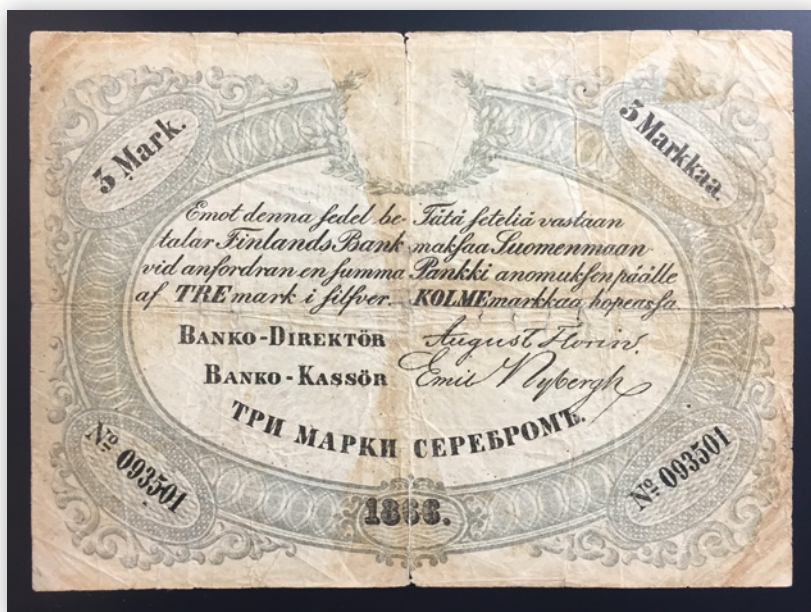 3 Mark.
3 Markkaa.
Emot denna sedel be-
talar Finlands Bank
vid anfordran en summa
af TRE mark i silfver.
Tätä seteliä vastaan
maksaa Suomenmaan
Pankki anomuksen päälle
KOLME markkaa hopeassa.
BANKO-DIREKTÖR August Florin.
BANKO-KASSÖR Emil Nybergh
ТРИ МАРКИ СЕРЕБРОМЪ.
No 093501
No 093501
1866.